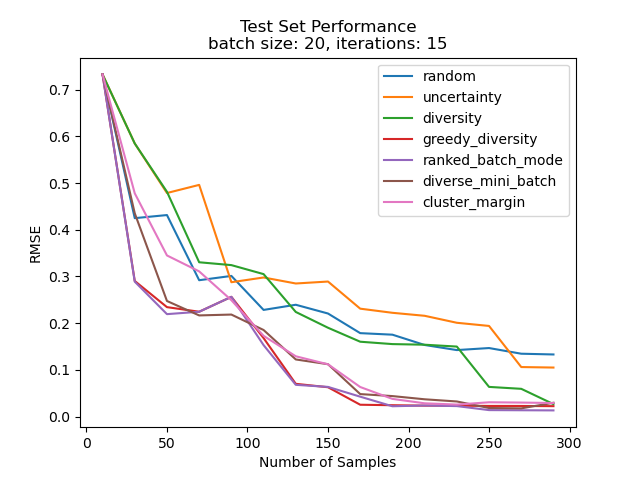 Test Set Performance
batch size: 20, iterations: 15
random
uncertainty
diversity
greedy_diversity
ranked_batch_mode
diverse_mini_batch
cluster_margin
RMSE
0.7
0.6
0.5
0.4
0.3
0.2
0.1
0.0
0
50
100
150
200
250
300
Number of Samples